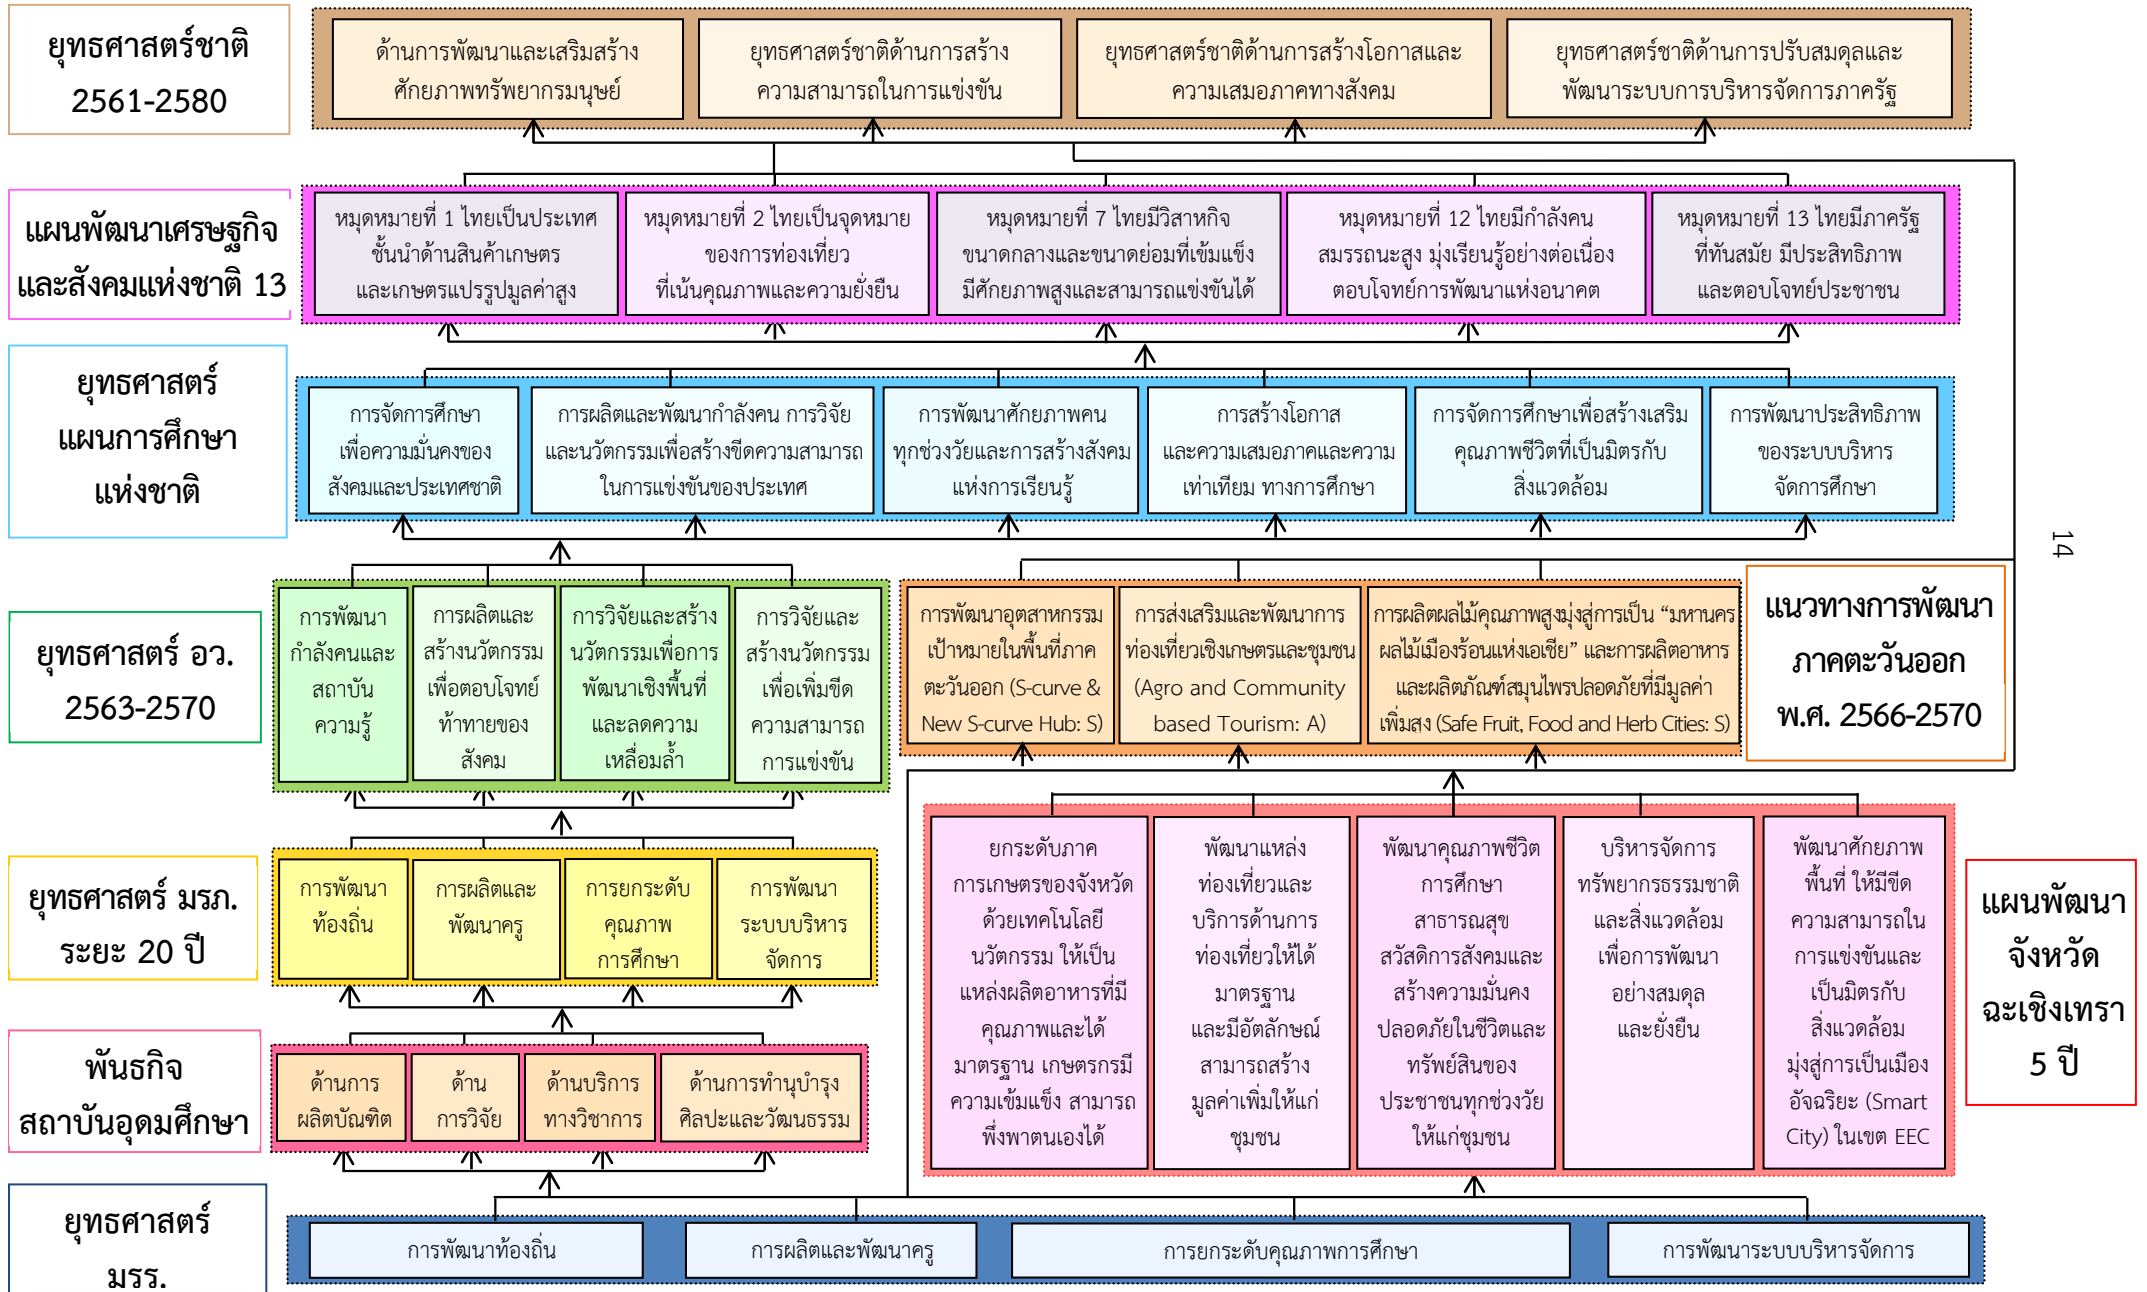 ยุทธศาสตร์ชาติ
2561-2580
ด้านการพัฒนาและเสริมสร้าง
ศักยภาพทรัพยากรมนุษย์
ยุทธศาสตร์ชาติด้านการสร้าง
ความสามารถในการแข่งขัน
ยุทธศาสตร์ชาติด้านการสร้างโอกาสและ
ความเสมอภาคทางสังคม
ยุทธศาสตร์ชาติด้านการปรับสมดุลและ
พัฒนาระบบการบริหารจัดการภาครัฐ
แผนพัฒนาเศรษฐกิจ
และสังคมแห่งชาติ 13
หมุดหมายที่ 1 ไทยเป็นประเทศ
ชั้นนำด้านสินค้าเกษตร
และเกษตรแปรรูปมูลค่าสูง
หมุดหมายที่ 2 ไทยเป็นจุดหมาย
ของการท่องเที่ยว
ที่เน้นคุณภาพและความยั่งยืน
หมุดหมายที่ 7 ไทยมีวิสาหกิจ
ขนาดกลางและขนาดย่อมที่เข้มแข็ง
มีศักยภาพสูงและสามารถแข่งขันได้
หมุดหมายที่ 12 ไทยมีกำลังคน
สมรรถนะสูง มุ่งเรียนรู้อย่างต่อเนื่อง
ตอบโจทย์การพัฒนาแห่งอนาคต
หมุดหมายที่ 13 ไทยมีภาครัฐ
ที่ทันสมัย มีประสิทธิภาพ
และตอบโจทย์ประชาชน
ยุทธศาสตร์
แผนการศึกษา
แห่งชาติ
การจัดการศึกษา
เพื่อความมั่นคงของ
สังคมและประเทศชาติ
การผลิตและพัฒนากำลังคน การวิจัย
และนวัตกรรมเพื่อสร้างขีดความสามารถ
ในการแข่งขันของประเทศ
การพัฒนาศักยภาพคน
ทุกช่วงวัยและการสร้างสังคม
แห่งการเรียนรู้
การสร้างโอกาส
และความเสมอภาคและความ
เท่าเทียม ทางการศึกษา
การจัดการศึกษาเพื่อสร้างเสริม
คุณภาพชีวิตที่เป็นมิตรกับ
สิ่งแวดล้อม
การพัฒนาประสิทธิภาพ
ของระบบบริหาร
จัดการศึกษา
14
ยุทธศาสตร์ อว.
2563-2570
การพัฒนา
กำลังคนและ
สถาบัน
ความรู้
การผลิตและ
สร้างนวัตกรรม
เพื่อตอบโจทย์
ท้าทายของ
สังคม
การวิจัยและสร้าง
นวัตกรรมเพื่อการ
พัฒนาเชิงพื้นที่
และลดความ
เหลื่อมล้ำ
การวิจัยและ
สร้างนวัตกรรม
เพื่อเพิ่มขีด
ความสามารถ
การแข่งขัน
การพัฒนาอุตสาหกรรม
เป้าหมายในพื้นที่ภาค
ตะวันออก (S-curve &
New S-curve Hub: S)
การส่งเสริมและพัฒนาการ
ท่องเที่ยวเชิงเกษตรและชุมชน
(Agro and Community
based Tourism: A)
การผลิตผลไม้คุณภาพสูงมุ่งสู่การเป็น “มหานคร
ผลไม้เมืองร้อนแห่งเอเชีย” และการผลิตอาหาร
และผลิตภัณฑ์สมุนไพรปลอดภัยที่มีมูลค่า
เพิ่มสูง (Safe Fruit, Food and Herb Cities: S)
แนวทางการพัฒนา
ภาคตะวันออก
พ.ศ. 2566-2570
ยุทธศาสตร์ มรภ.
ระยะ 20 ปี
การพัฒนา
ท้องถิ่น
การผลิตและ
พัฒนาครู
การยกระดับ
คุณภาพ
การศึกษา
การพัฒนา
ระบบบริหาร
จัดการ
ยกระดับภาค
การเกษตรของจังหวัด
ด้วยเทคโนโลยี
นวัตกรรม ให้เป็น
แหล่งผลิตอาหารที่มี
คุณภาพและได้
มาตรฐาน เกษตรกรมี
ความเข้มแข็ง สามารถ
พึ่งพาตนเองได้
พัฒนาแหล่ง
ท่องเที่ยวและ
บริการด้านการ
ท่องเที่ยวให้ได้
มาตรฐาน
และมีอัตลักษณ์
สามารถสร้าง
มูลค่าเพิ่มให้แก่
ชุมชน
พัฒนาคุณภาพชีวิต
การศึกษา
สาธารณสุข
สวัสดิการสังคมและ
สร้างความมั่นคง
ปลอดภัยในชีวิตและ
ทรัพย์สินของ
ประชาชนทุกช่วงวัย
ให้แก่ชุมชน
บริหารจัดการ
ทรัพยากรธรรมชาติ
และสิ่งแวดล้อม
เพื่อการพัฒนา
อย่างสมดุล
และยั่งยืน
พัฒนาศักยภาพ
พื้นที่ ให้มีขีด
ความสามารถใน
การแข่งขันและ
เป็นมิตรกับ
สิ่งแวดล้อม
มุ่งสู่การเป็นเมือง
อัจฉริยะ (Smart
City) ในเขต EEC
แผนพัฒนา
จังหวัด
ฉะเชิงเทรา
5 ปี
พันธกิจ
สถาบันอุดมศึกษา
ด้านการ
ผลิตบัณฑิต
ด้าน
การวิจัย
ด้านบริการ
ทางวิชาการ
ด้านการทำนุบำรุง
ศิลปะและวัฒนธรรม
ยุทธศาสตร์
มรร.
การพัฒนาท้องถิ่น
การผลิตและพัฒนาครู
การยกระดับคุณภาพการศึกษา
การพัฒนาระบบบริหารจัดการ